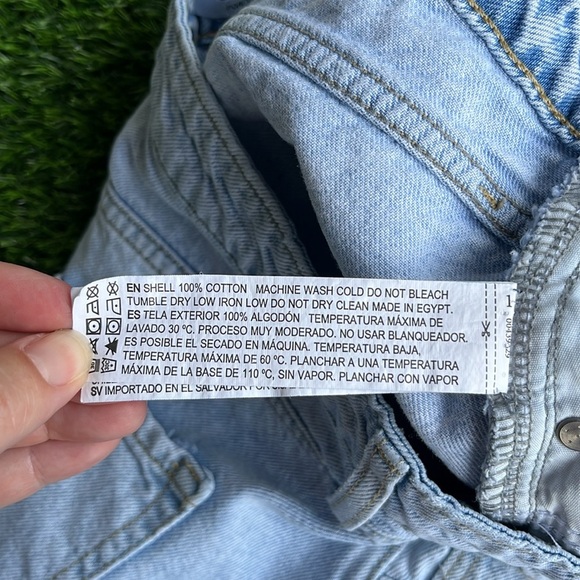 EN SHELL 100% COTTON MACHINE WASH COLD DO NOT BLEACH
TUMBLE DRY LOW IRON LOW DO NOT DRY CLEAN MADE IN EGYPT.
ES TELA EXTERIOR 100% ALGODÓN TEMPERATURA MÁXIMA DE
LAVADO 30 ºC. PROCESO MUY MODERADO. NO USAR BLANQUEADOR.
ES POSIBLE EL SECADO EN MÁQUINA. TEMPERATURA BAJA,
TEMPERATURA MÁXIMA DE 60 ºC. PLANCHAR A UNA TEMPERATURA
MÁXIMA DE LA BASE DE 110 ºC, SIN VAPOR. PLANCHAR CON VAPOR
SV IMPORTADO EN EL SALVADOR POR
1